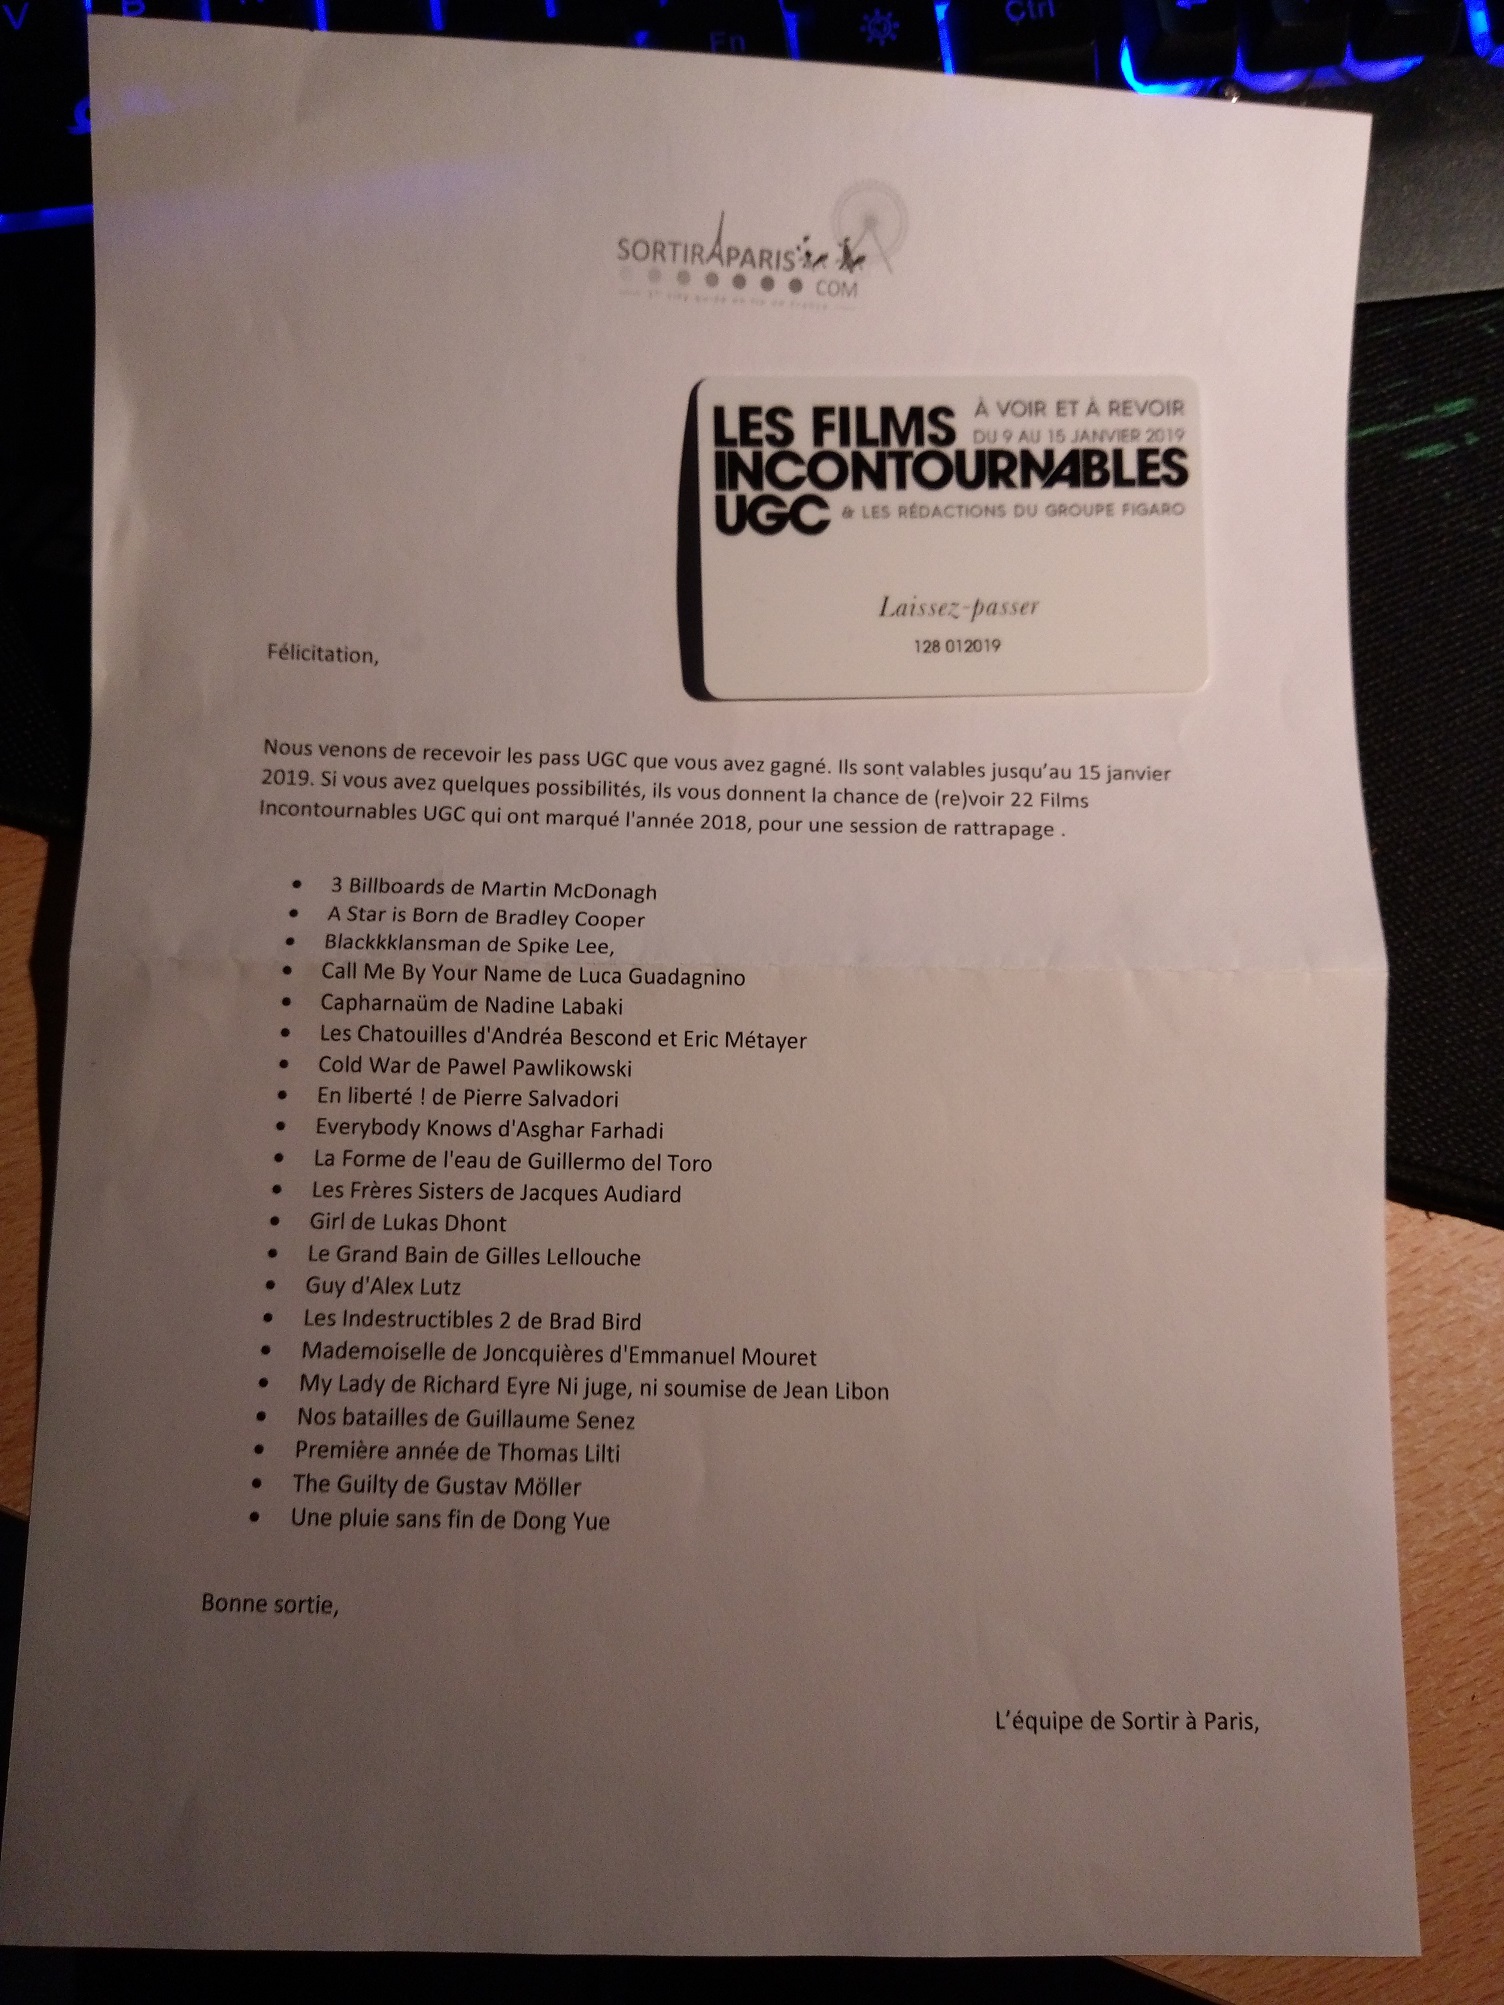 V
B
Fn
Ctrl
SORTIRAPARIS
COM
LES FILMS
À VOIR ET À REVOIR
DU 9 AU 15 JANVIER 2019
INCONTOURNABLES
UGC & LES RÉDACTIONS DU GROUPE FIGARO
Laissez-passer
128 012019
Félicitation,
Nous venons de recevoir les pass UGC que vous avez gagné. Ils sont valables jusqu’au 15 janvier
2019. Si vous avez quelques possibilités, ils vous donnent la chance de (re)voir 22 Films
Incontournables UGC qui ont marqué l'année 2018, pour une session de rattrapage .
• 3 Billboards de Martin McDonagh
• A Star is Born de Bradley Cooper
• Blackkklansman de Spike Lee,
• Call Me By Your Name de Luca Guadagnino
• Capharnaüm de Nadine Labaki
• Les Chatouilles d'Andréa Bescond et Eric Métayer
• Cold War de Pawel Pawlikowski
• En liberté ! de Pierre Salvadori
• Everybody Knows d'Asghar Farhadi
• La Forme de l'eau de Guillermo del Toro
• Les Frères Sisters de Jacques Audiard
• Girl de Lukas Dhont
• Le Grand Bain de Gilles Lellouche
• Guy d'Alex Lutz
• Les Indestructibles 2 de Brad Bird
• Mademoiselle de Joncquières d'Emmanuel Mouret
• My Lady de Richard Eyre Ni juge, ni soumise de Jean Libon
• Nos batailles de Guillaume Senez
• Première année de Thomas Lilti
• The Guilty de Gustav Möller
• Une pluie sans fin de Dong Yue
Bonne sortie,
L’équipe de Sortir à Paris,